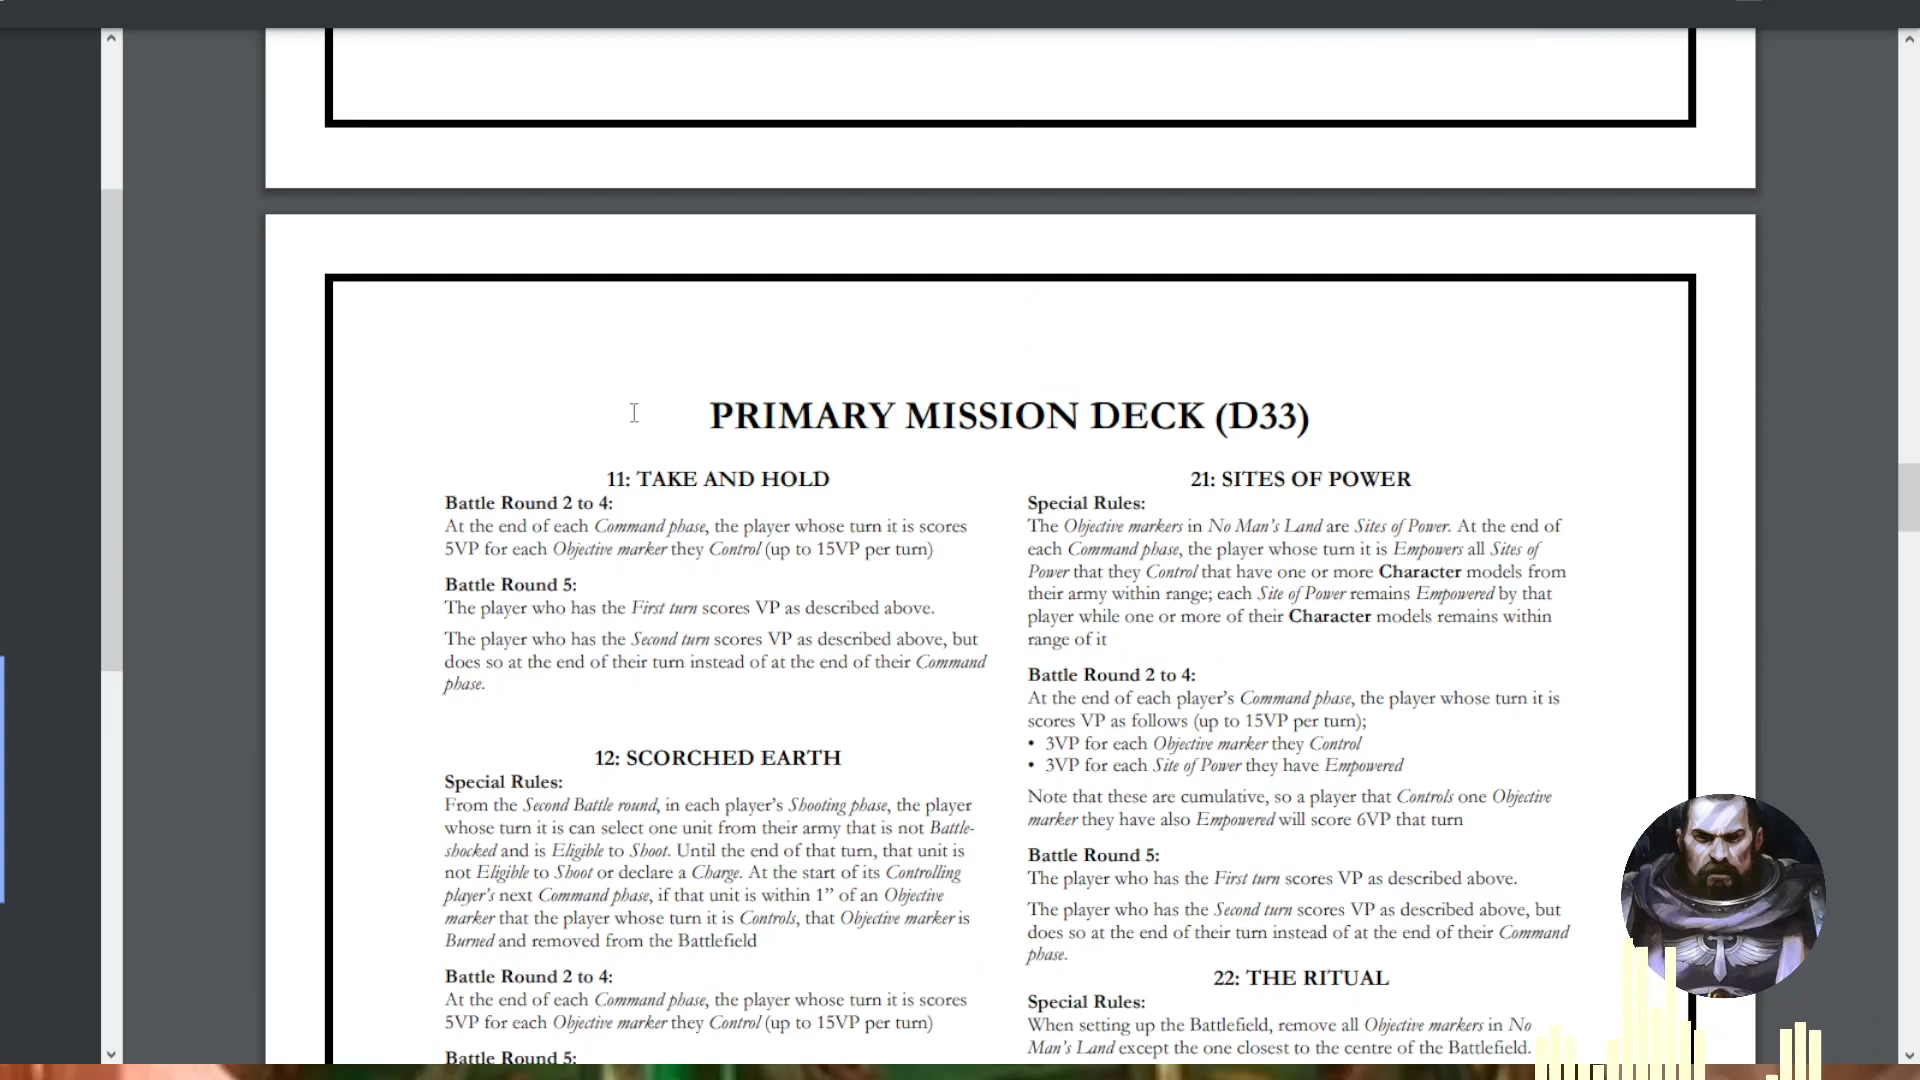 PRIMARY MISSION DECK (D33)
11: TAKE AND HOLD
Battle Round 2 to 4:
At the end of each Command phase, the player whose turn it is scores
5VP for each Objective marker they Control (up to 15VP per turn)
Battle Round 5:
The player who has the First turn scores VP as described above.
The player who has the Second turn scores VP as described above, but
does so at the end of their turn instead of at the end of their Command
phase.
12: SCORCHED EARTH
Special Rules:
From the Second Battle round, in each player's Shooting phase, the player
whose turn it is can select one unit from their army that is not Battle-
shocked and is Eligible to Shoot. Until the end of that turn, that unit is
not Eligible to Shoot or declare a Charge. At the start of its Controlling
player's next Command phase, if that unit is within 1” of an Objective
marker that the player whose turn it is Controls, that Objective marker is
Burned and removed from the Battlefield
Battle Round 2 to 4:
At the end of each Command phase, the player whose turn it is scores
5VP for each Objective marker they Control (up to 15VP per turn)
Battle Round 5:
21: SITES OF POWER
Special Rules:
The Objective markers in No Man's Land are Sites of Power. At the end of
each Command phase, the player whose turn it is Empowers all Sites of
Power that they Control that have one or more Character models from
their army within range; each Site of Power remains Empowered by that
player while one or more of their Character models remains within
range of it
Battle Round 2 to 4:
At the end of each player's Command phase, the player whose turn it is
scores VP as follows (up to 15VP per turn);
• 3VP for each Objective marker they Control
• 3VP for each Site of Power they have Empowered
Note that these are cumulative, so a player that Controls one Objective
marker they have also Empowered will score 6VP that turn
Battle Round 5:
The player who has the First turn scores VP as described above.
The player who has the Second turn scores VP as described above, but
does so at the end of their turn instead of at the end of their Command
phase.
22: THE RITUAL
Special Rules:
When setting up the Battlefield, remove all Objective markers in No
Man's Land except the one closest to the centre of the Battlefield.